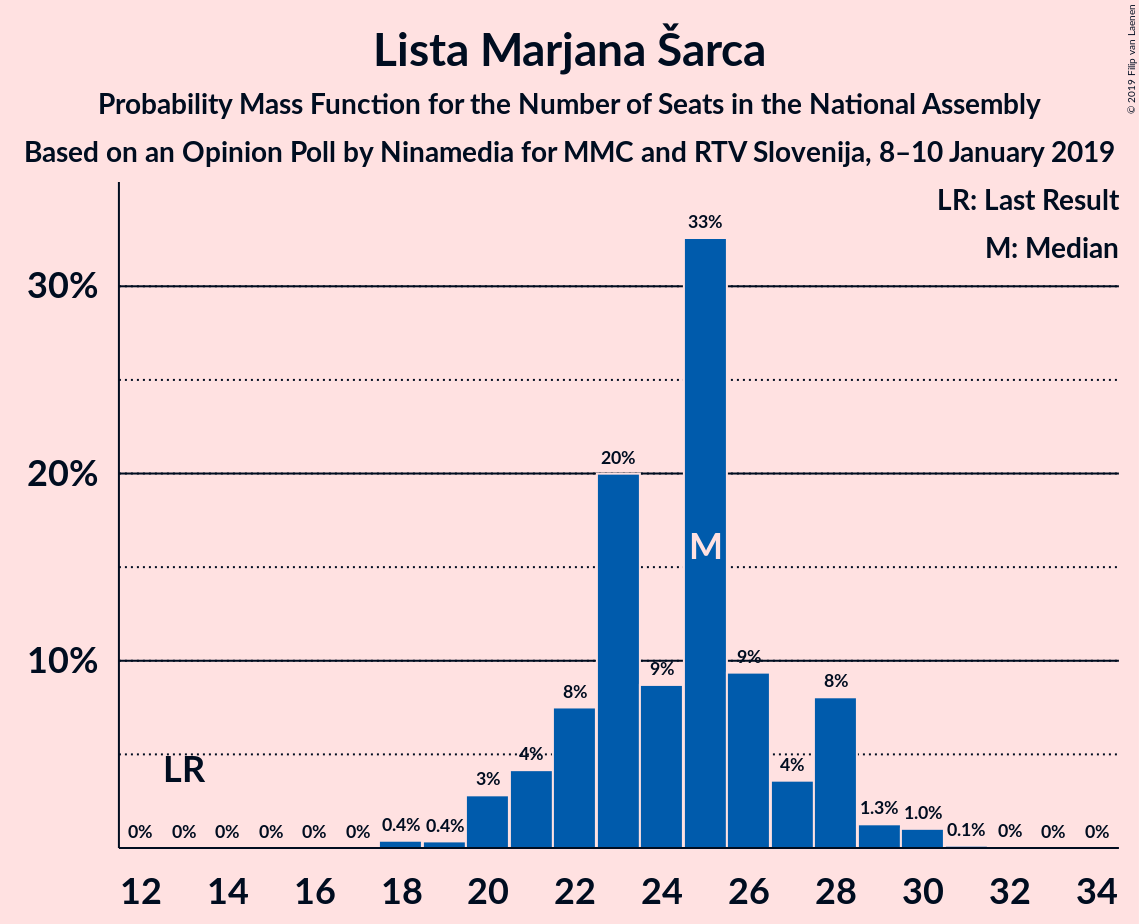 Lista Marjana Šarca
Probability Mass Function for the Number of Seats in the National Assembly
Based on an Opinion Poll by Ninamedia for MMC and RTV Slovenija, 8–10 January 2019
© 2019 Filip van Laenen
LR: Last Result
M: Median
30%
20%
10%
0% 0% 0% 0% 0% 0% 0.4% 0.4% 3% 4% 8% 20% 9% 33% 9% 4% 8% 1.3% 1.0% 0.1% 0% 0% 0%
LR
M
12 14 16 18 20 22 24 26 28 30 32 34